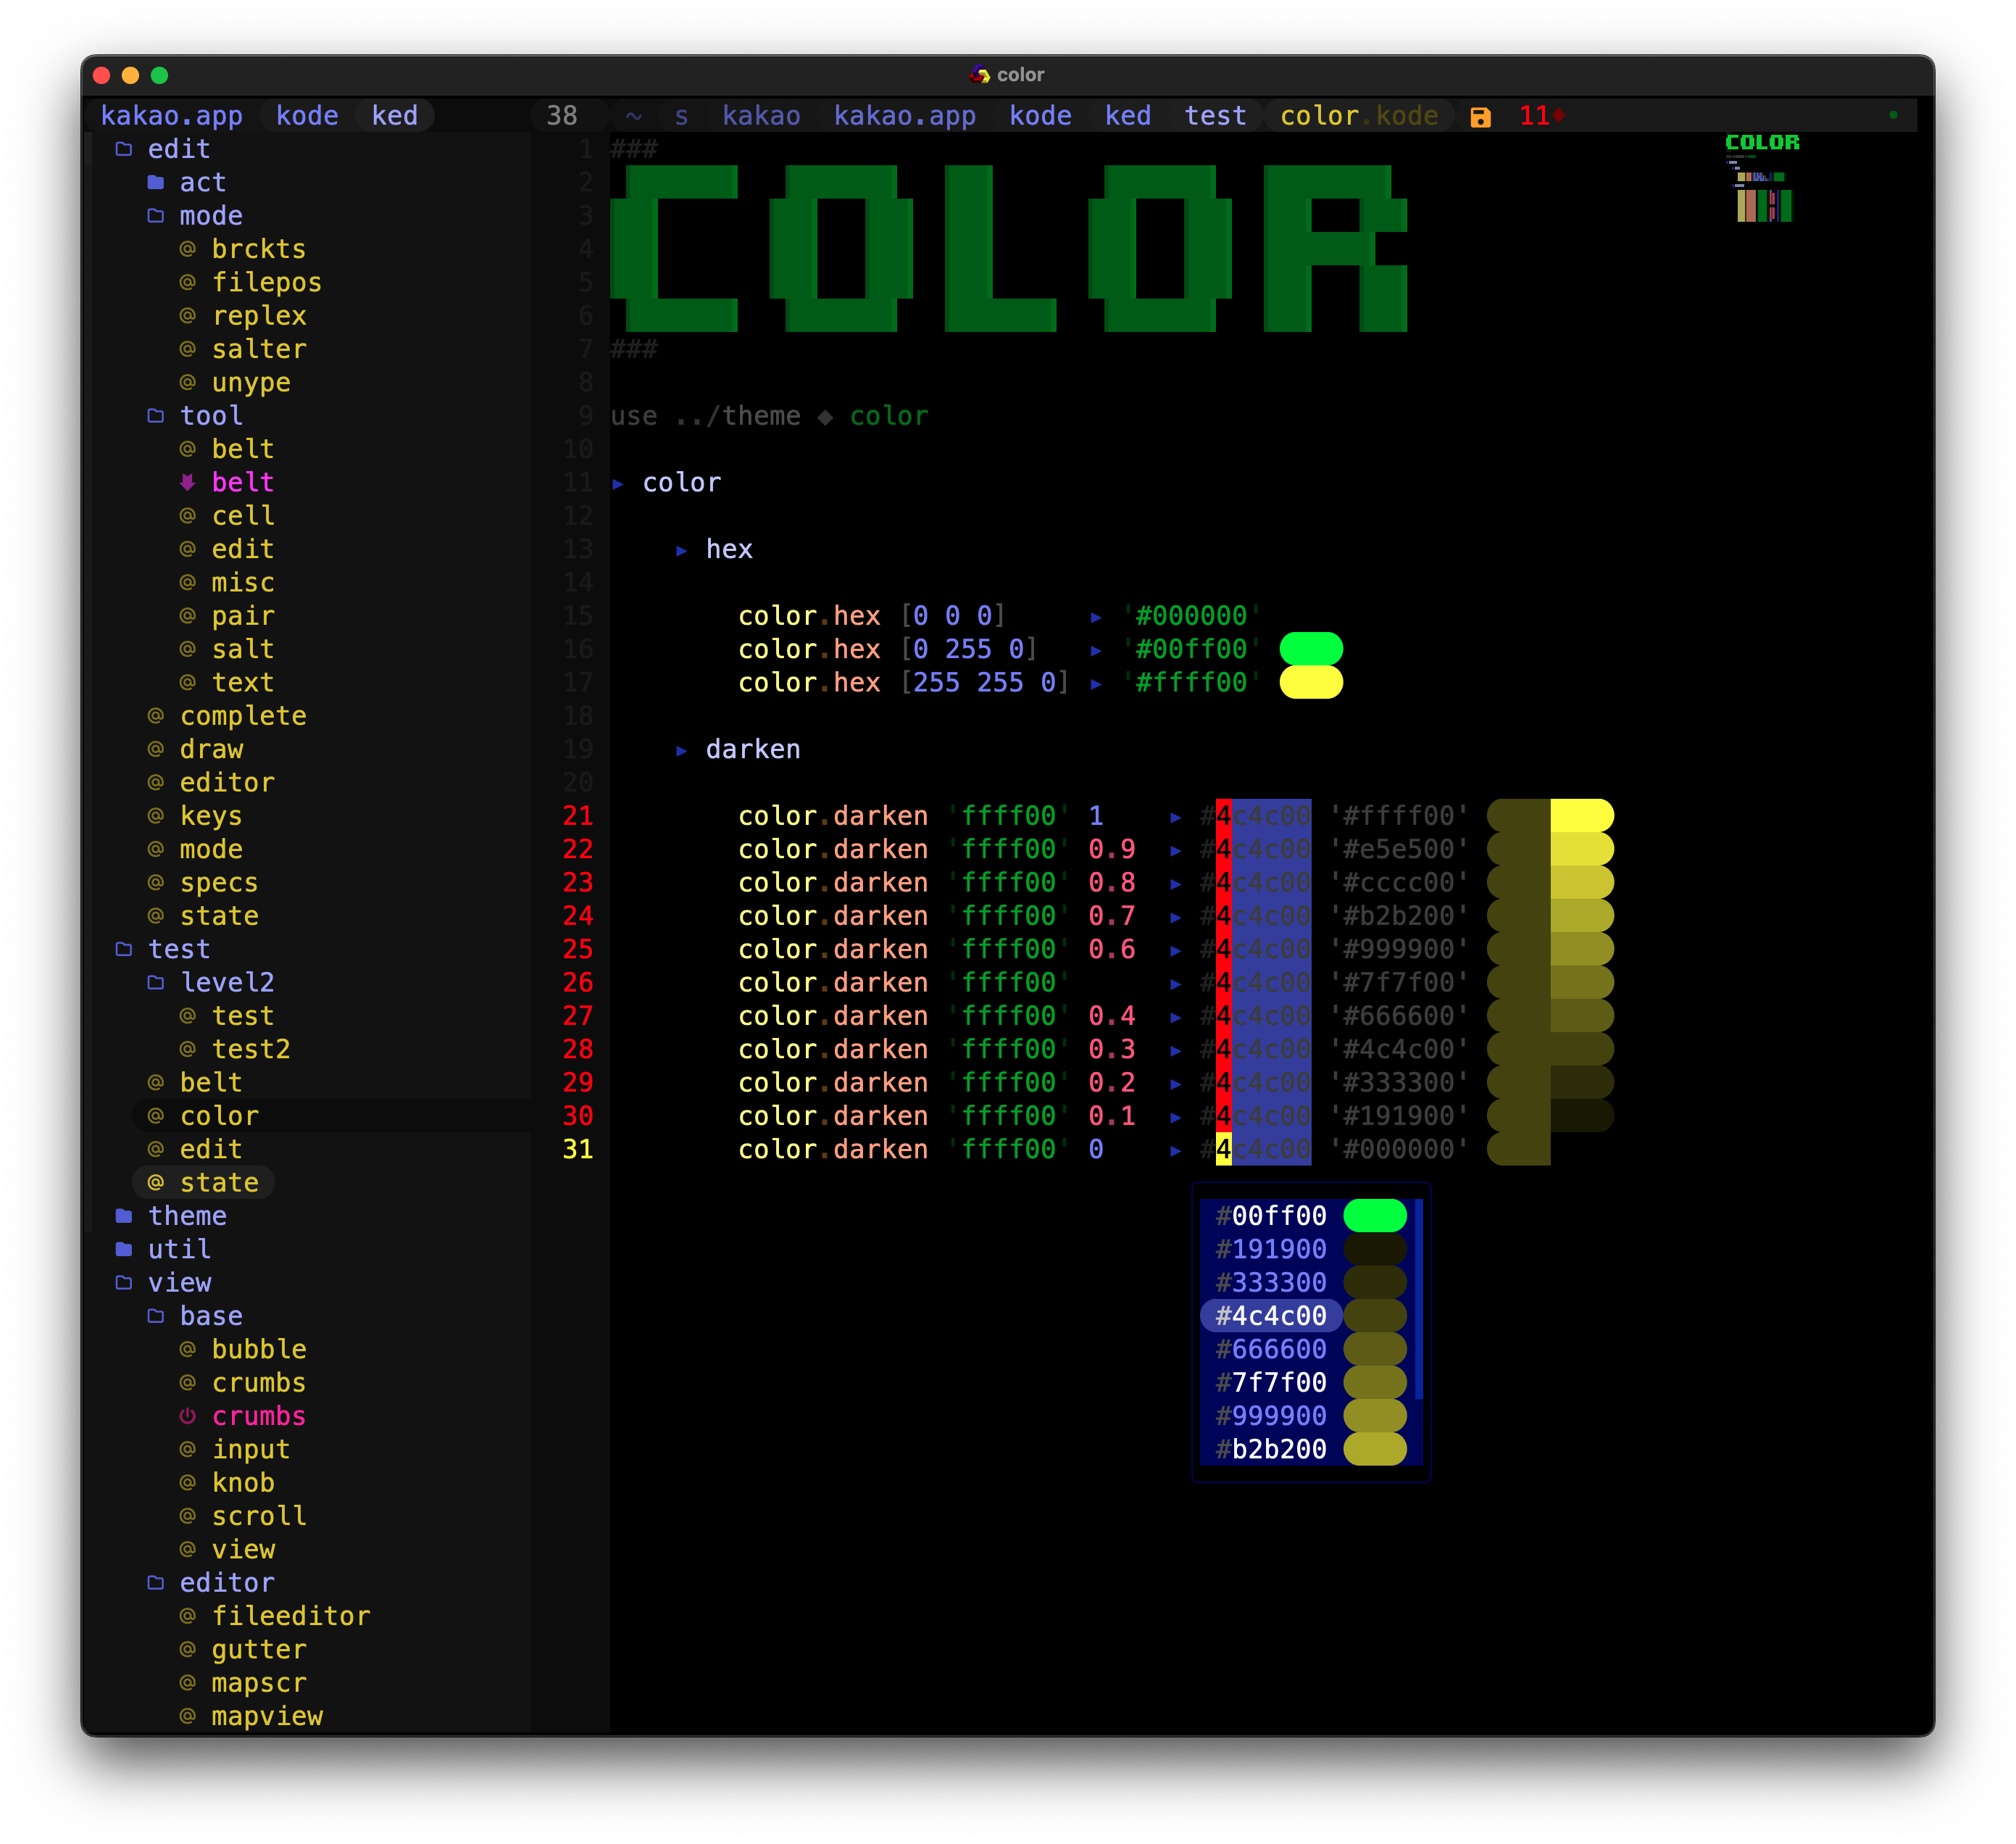 color
kakao.app kode ked
edit
act
mode
@ brckts
@ filepos
@ replex
@ salter
@ unype
tool
@ belt
belt
@ cell
@ edit
@ misc
@ pair
@ salt
@ text
@ complete
@ draw
@ editor
@ keys
@ mode
@ specs
@ state
test
level2
@ test
@ test2
@ belt
@ color
@ edit
@ state
theme
util
view
base
@ bubble
@ crumbs
crumbs
@ input
@ knob
@ scroll
@ view
editor
@ fileeditor
@ gutter
@ mapscr
@ mapview
38 ~ s kakao kakao.app kode ked test color.kode 11
1 ###
2
3
4
5
6
COLOR
7 ###
8
9 use ../theme ◆ color
10
11 ▸ color
12
13 ▸ hex
14
15 color.hex [0 0 0] ▸ '#000000'
16 color.hex [0 255 0] ▸ '#00ff00'
17 color.hex [255 255 0] ▸ '#ffff00'
18
19 ▸ darken
20
21 color.darken 'ffff00' 1 ▸ #4c4c00 '#ffff00'
22 color.darken 'ffff00' 0.9 ▸ #4c4c00 '#e5e500'
23 color.darken 'ffff00' 0.8 ▸ #4c4c00 '#cccc00'
24 color.darken 'ffff00' 0.7 ▸ #4c4c00 '#b2b200'
25 color.darken 'ffff00' 0.6 ▸ #4c4c00 '#999900'
26 color.darken 'ffff00' ▸ #4c4c00 '#7f7f00'
27 color.darken 'ffff00' 0.4 ▸ #4c4c00 '#666600'
28 color.darken 'ffff00' 0.3 ▸ #4c4c00 '#4c4c00'
29 color.darken 'ffff00' 0.2 ▸ #4c4c00 '#333300'
30 color.darken 'ffff00' 0.1 ▸ #4c4c00 '#191900'
31 color.darken 'ffff00' 0 ▸ #4c4c00 '#000000'
#00ff00
#191900
#333300
#4c4c00
#666600
#7f7f00
#999900
#b2b200
COLOR